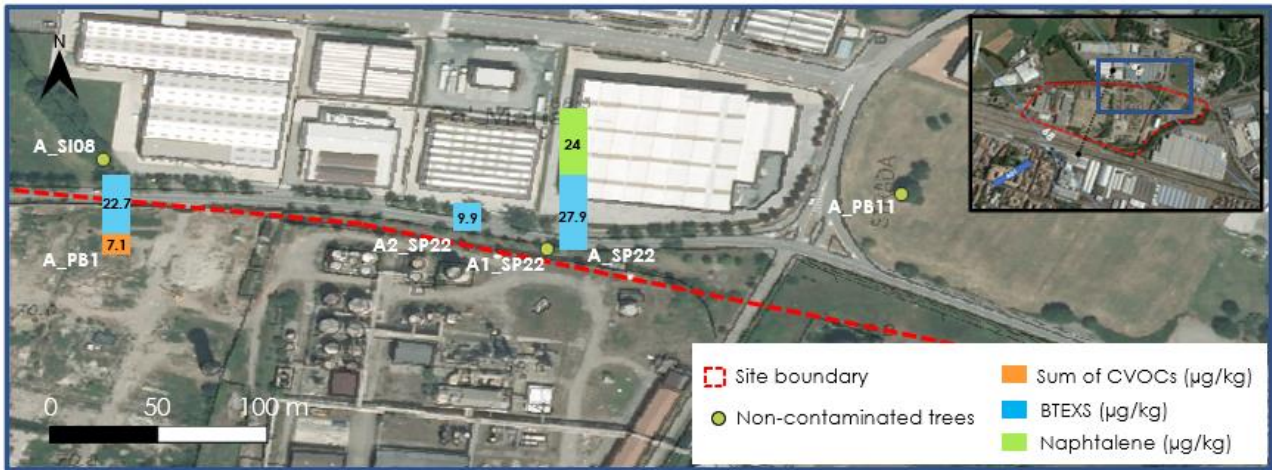 N
A_SI08
22.7
7.1
A_PB1
9.9
A2_SP22
24
27.9
A1_SP22
A_SP22
A_PB11
0 50 100 m
Site boundary
Non-contaminated trees
Sum of CVOCs (µg/kg)
BTEXS (µg/kg)
Naphtalene (µg/kg)